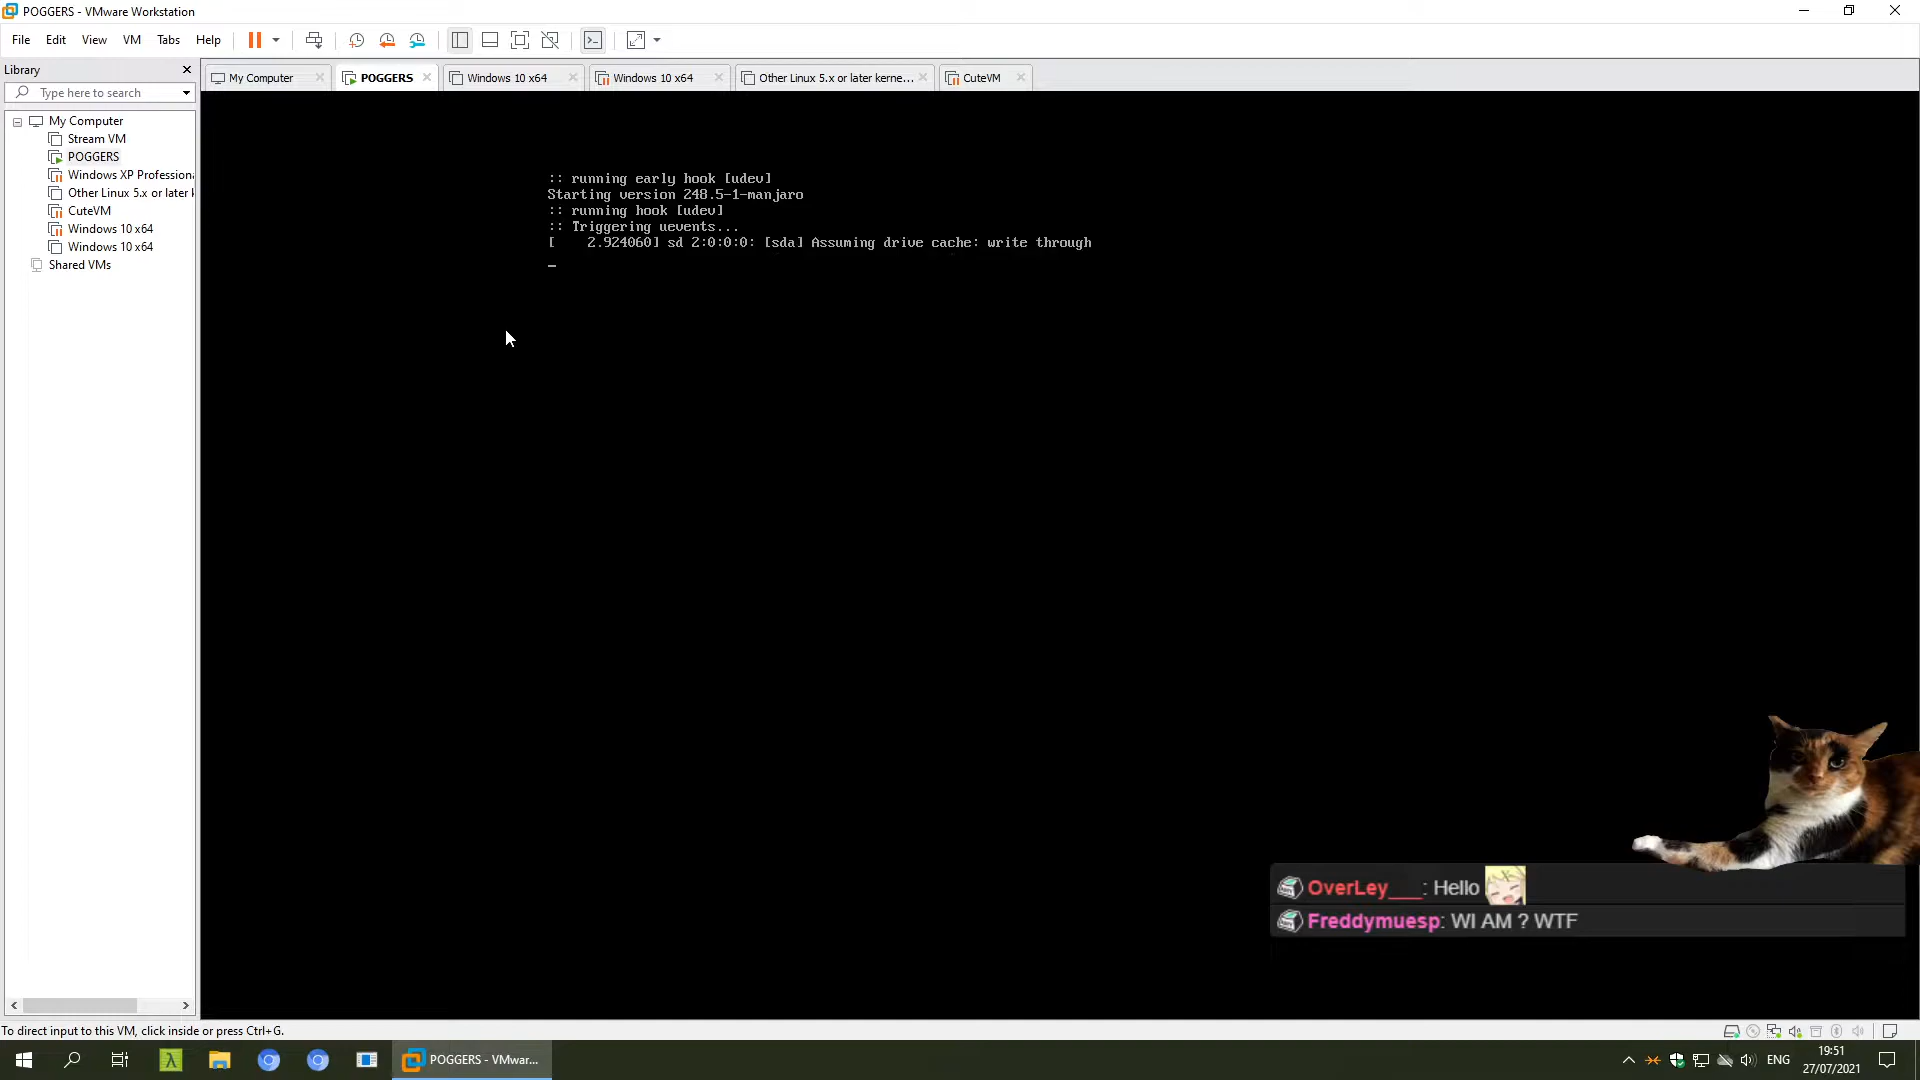 POGGERS - VMware Workstation
File Edit View VM Tabs Help
Library
Type here to search
My Computer
POGGERS
Windows 10 x64
Windows 10 x64
Other Linux 5.x or later kerne...
CuteVM
My Computer
Stream VM
POGGERS
Windows XP Professiona
Other Linux 5.x or later k
CuteVM
Windows 10 x64
Windows 10 x64
Shared VMs
:: running early hook [udev]
Starting version 248.5-1-manjaro
:: running hook [udev]
:: Triggering uevents...
[    2.924060] sd 2:0:0:0: [sda] Assuming drive cache: write through
_
OverLey___: Hello
Freddymuesp: WI AM ? WTF
To direct input to this VM, click inside or press Ctrl+G.
POGGERS - VMwar...
ENG
19:51
27/07/2021